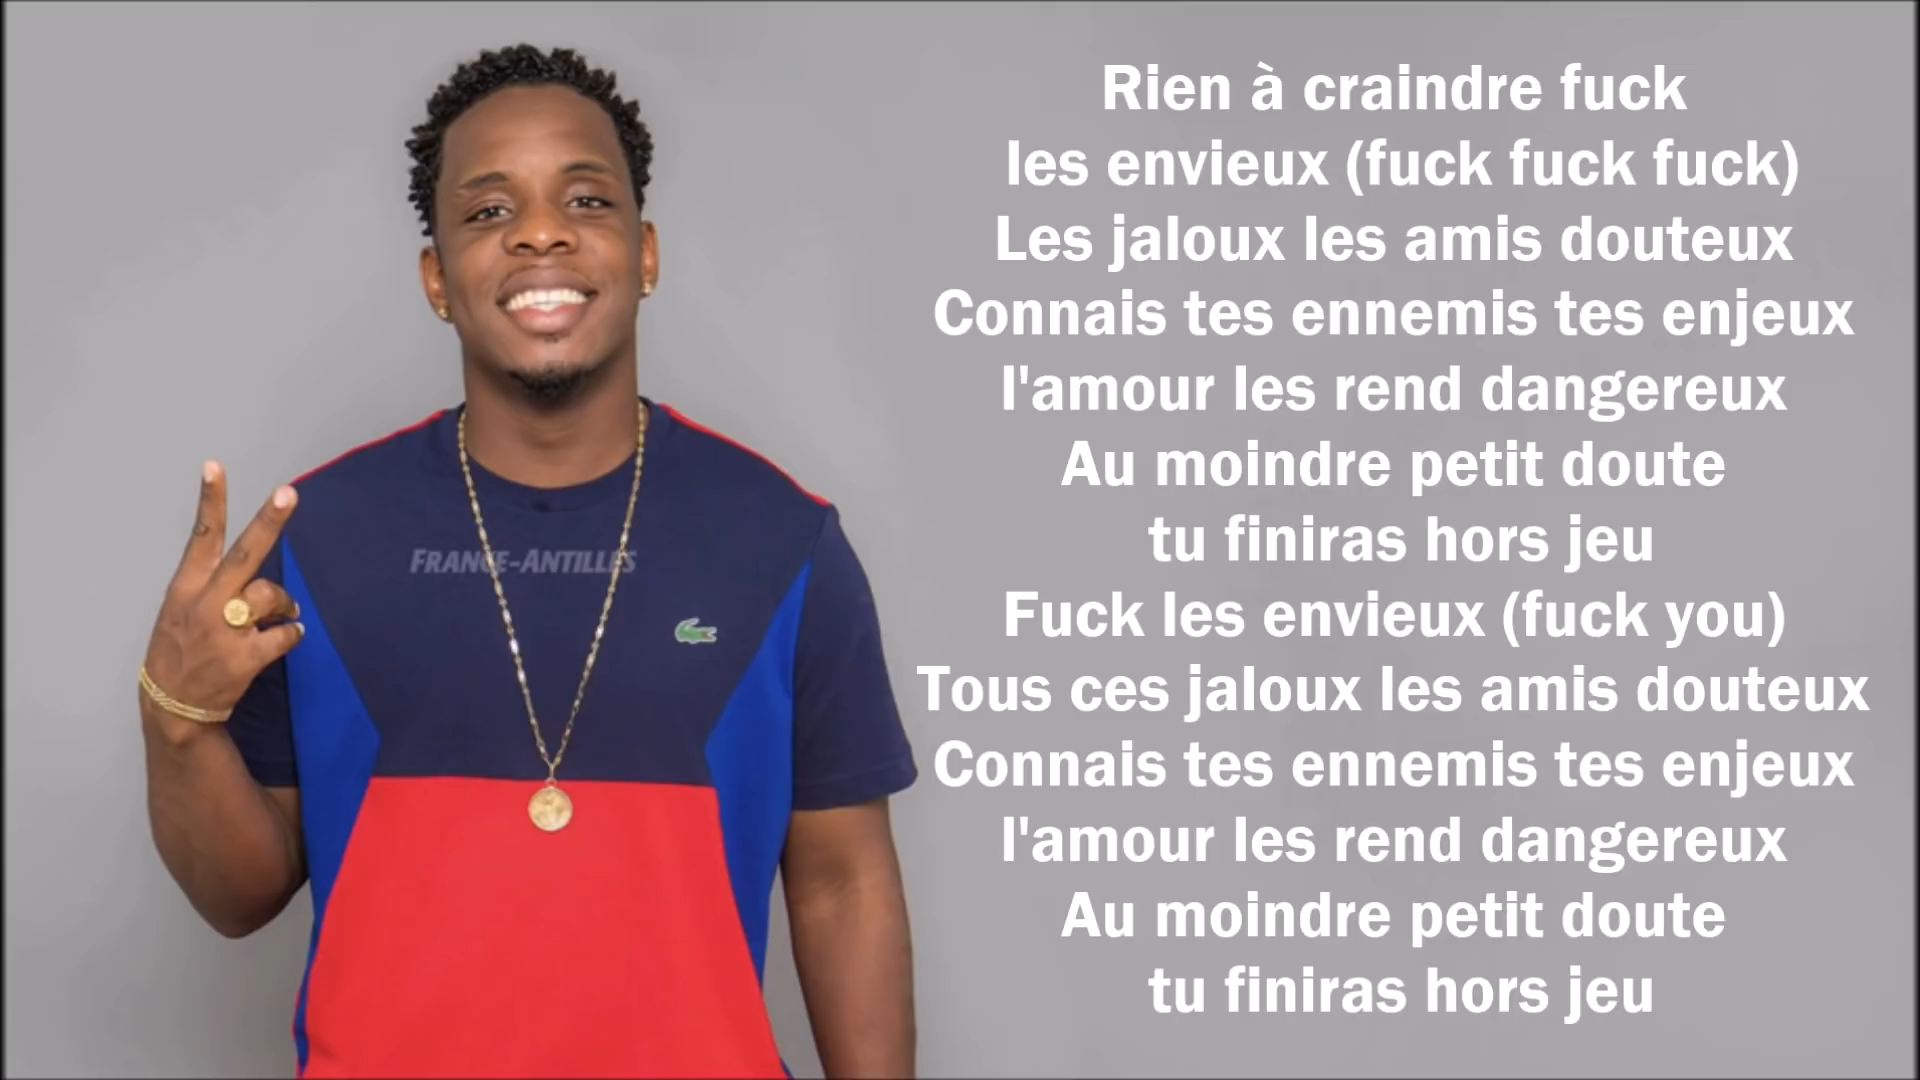 Rien à craindre fuck
les envieux (fuck fuck fuck)
Les jaloux les amis douteux
Connais tes ennemis tes enjeux
l'amour les rend dangereux
Au moindre petit doute
tu finiras hors jeu
Fuck les envieux (fuck you)
Tous ces jaloux les amis douteux
Connais tes ennemis tes enjeux
l'amour les rend dangereux
Au moindre petit doute
tu finiras hors jeu
FRANCE-ANTILLES